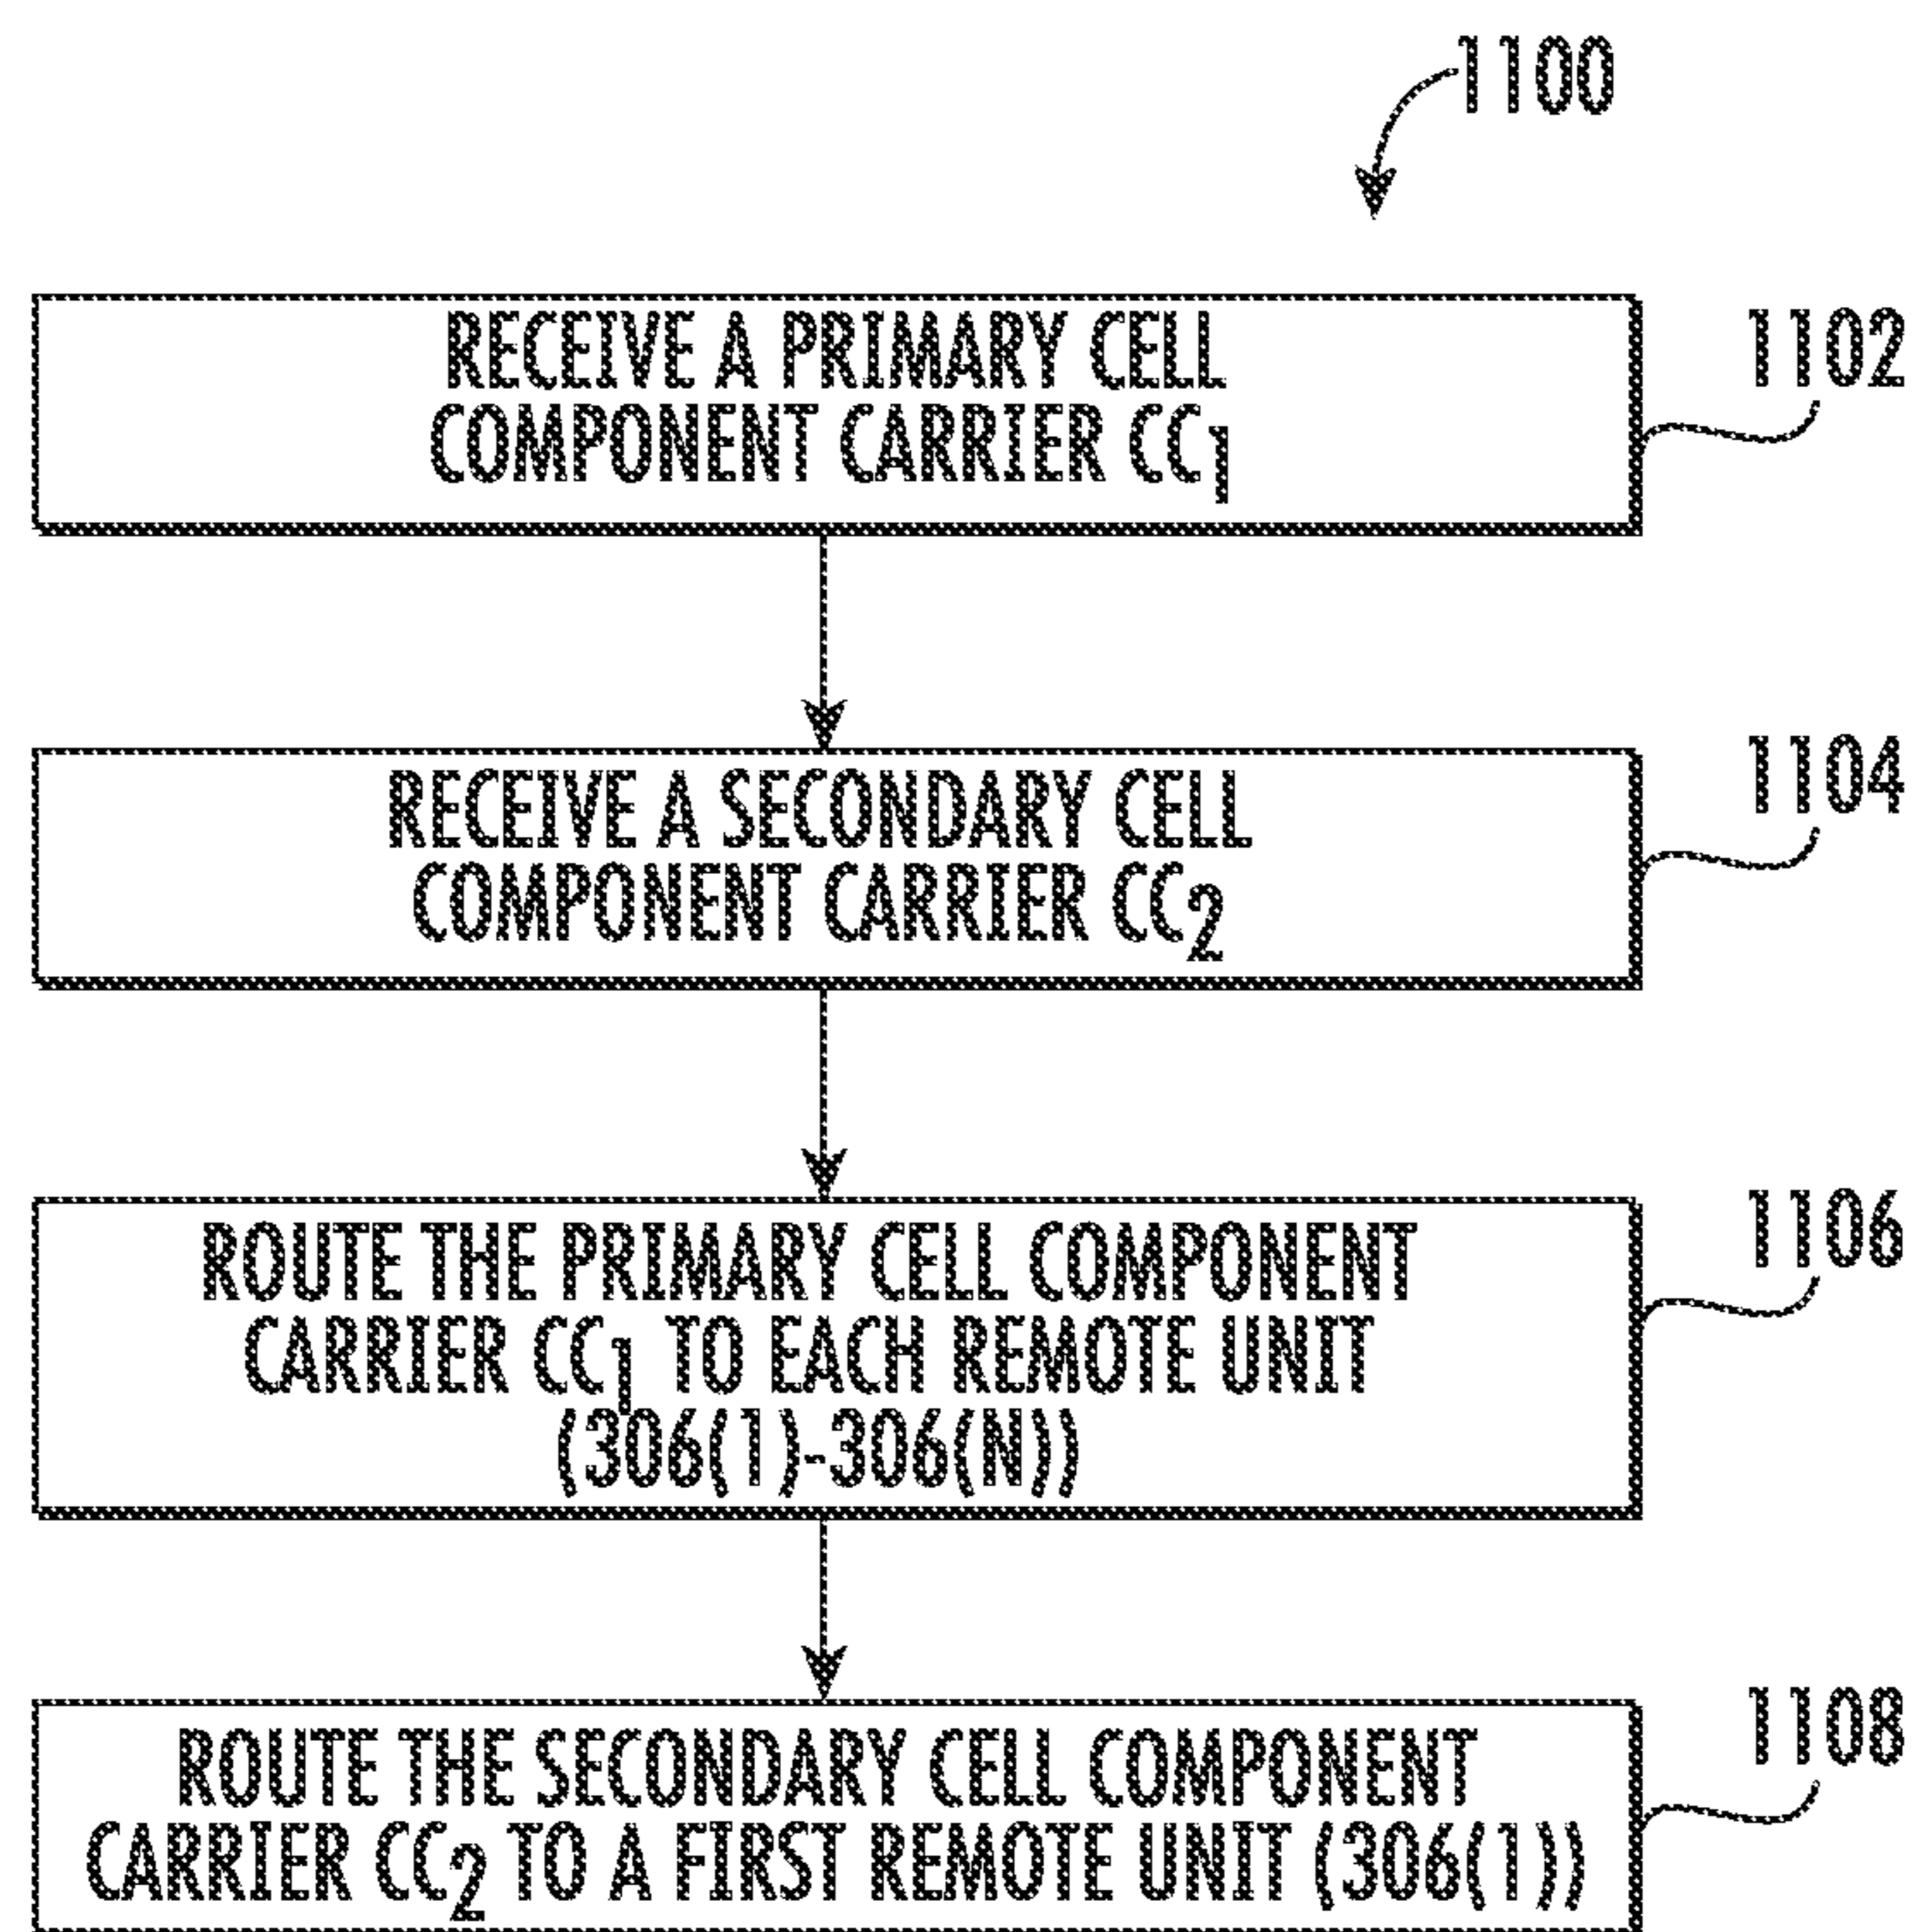 1100
RECEIVE A PRIMARY CELL
COMPONENT CARRIER CC1
1102
RECEIVE A SECONDARY CELL
COMPONENT CARRIER CC2
1104
ROUTE THE PRIMARY CELL COMPONENT
CARRIER CC1 TO EACH REMOTE UNIT
(306(1)-306(N))
1106
ROUTE THE SECONDARY CELL COMPONENT
CARRIER CC2 TO A FIRST REMOTE UNIT (306(1))
1108